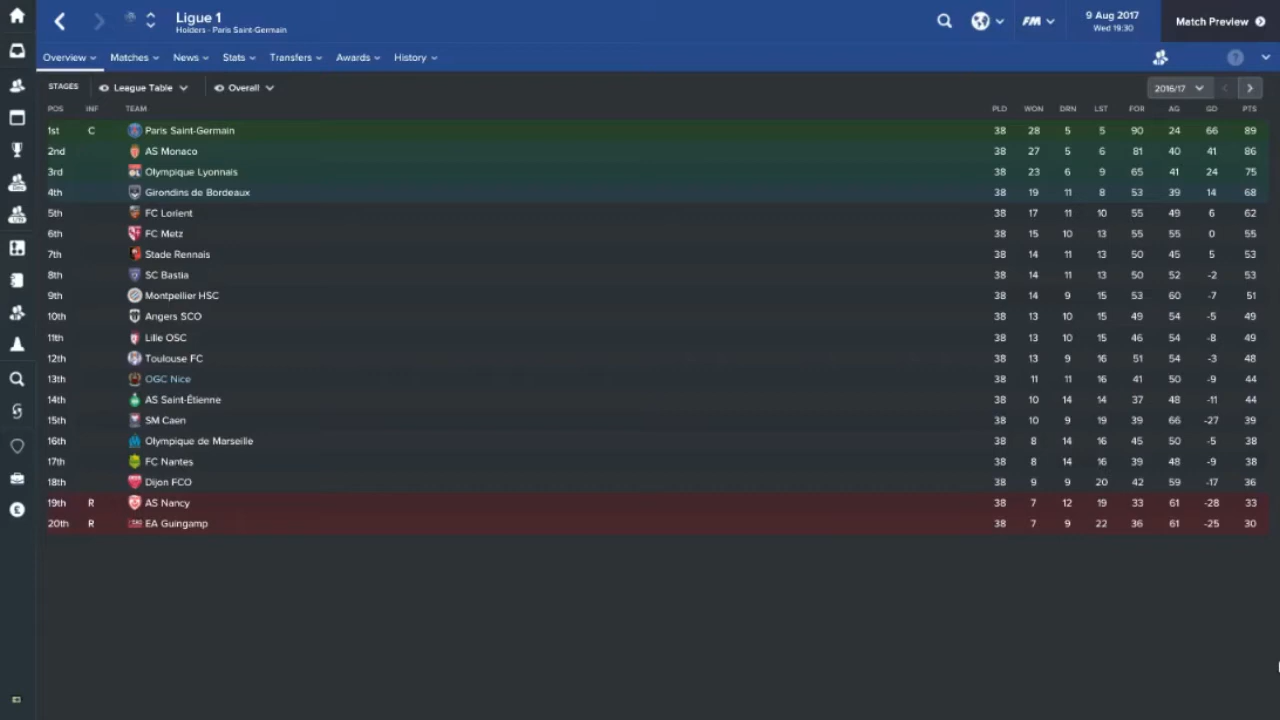 Ligue 1
Holders - Paris Saint-Germain
FM
9 Aug 2017
Wed 19:30
Match Preview
Overview Matches News Stats Transfers Awards History
STAGES League Table Overall 2016/17
POS INF TEAM PLD WON DRN LST FOR AG GD PTS
1st C Paris Saint-Germain 38 28 5 5 90 24 66 89
2nd AS Monaco 38 27 5 6 81 40 41 86
3rd Olympique Lyonnais 38 23 6 9 65 41 24 75
4th Girondins de Bordeaux 38 19 11 8 53 39 14 68
5th FC Lorient 38 17 11 10 55 49 6 62
6th FC Metz 38 15 10 13 55 55 0 55
7th Stade Rennais 38 14 11 13 50 45 5 53
8th SC Bastia 38 14 11 13 50 52 -2 53
9th Montpellier HSC 38 14 9 15 53 60 -7 51
10th Angers SCO 38 13 10 15 49 54 -5 49
11th Lille OSC 38 13 10 15 46 54 -8 49
12th Toulouse FC 38 13 9 16 51 54 -3 48
13th OGC Nice 38 11 11 16 41 50 -9 44
14th AS Saint-Étienne 38 10 14 14 37 48 -11 44
15th SM Caen 38 10 9 19 39 66 -27 39
16th Olympique de Marseille 38 8 14 16 45 50 -5 38
17th FC Nantes 38 8 14 16 39 48 -9 38
18th Dijon FCO 38 9 9 20 42 59 -17 36
19th R AS Nancy 38 7 12 19 33 61 -28 33
20th R EA Guingamp 38 7 9 22 36 61 -25 30